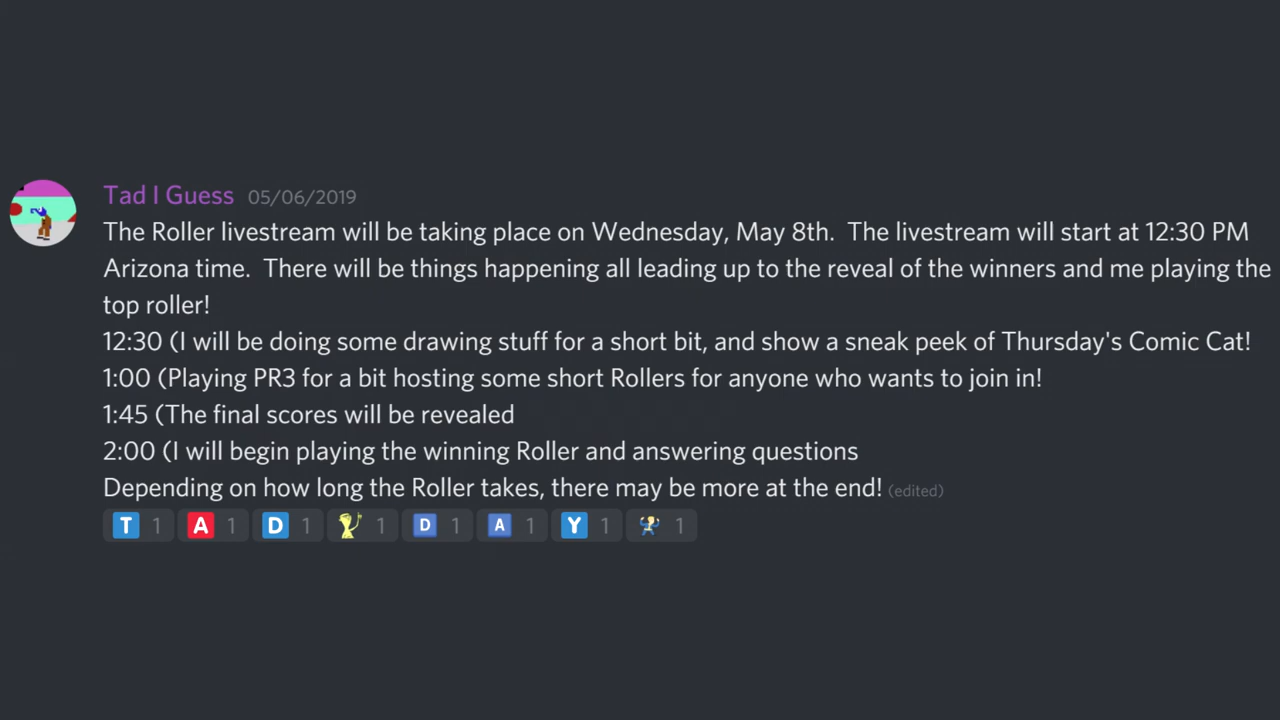 Tad I Guess 05/06/2019
The Roller livestream will be taking place on Wednesday, May 8th.  The livestream will start at 12:30 PM
Arizona time.  There will be things happening all leading up to the reveal of the winners and me playing the
top roller!
12:30 (I will be doing some drawing stuff for a short bit, and show a sneak peek of Thursday's Comic Cat!
1:00 (Playing PR3 for a bit hosting some short Rollers for anyone who wants to join in!
1:45 (The final scores will be revealed
2:00 (I will begin playing the winning Roller and answering questions
Depending on how long the Roller takes, there may be more at the end! (edited)
T 1 A 1 D 1 1 D 1 A 1 Y 1 1